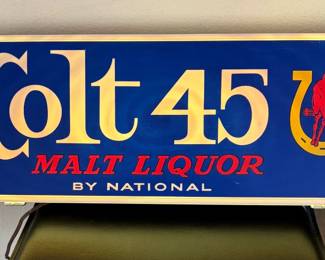 Colt 45
MALT LIQUOR
BY NATIONAL